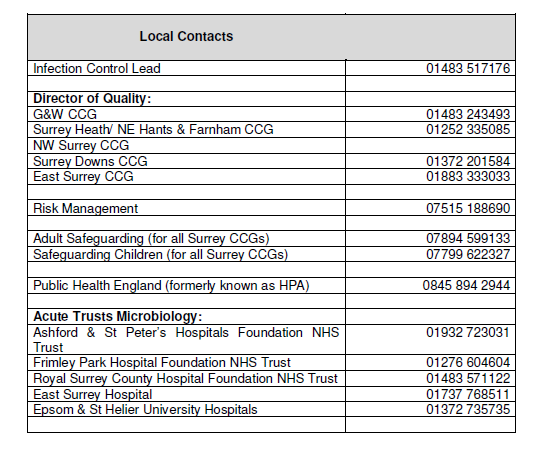 Local Contacts
Infection Control Lead 01483 517176
Director of Quality:
G&W CCG 01483 243493
Surrey Heath/ NE Hants & Farnham CCG 01252 335085
NW Surrey CCG
Surrey Downs CCG 01372 201584
East Surrey CCG 01883 333033
Risk Management 07515 188690
Adult Safeguarding (for all Surrey CCGs) 07894 599133
Safeguarding Children (for all Surrey CCGs) 07799 622327
Public Health England (formerly known as HPA) 0845 894 2944
Acute Trusts Microbiology:
Ashford & St Peter's Hospitals Foundation NHS 01932 723031
Trust
Frimley Park Hospital Foundation NHS Trust 01276 604604
Royal Surrey County Hospital Foundation NHS Trust 01483 571122
East Surrey Hospital 01737 768511
Epsom & St Helier University Hospitals 01372 735735